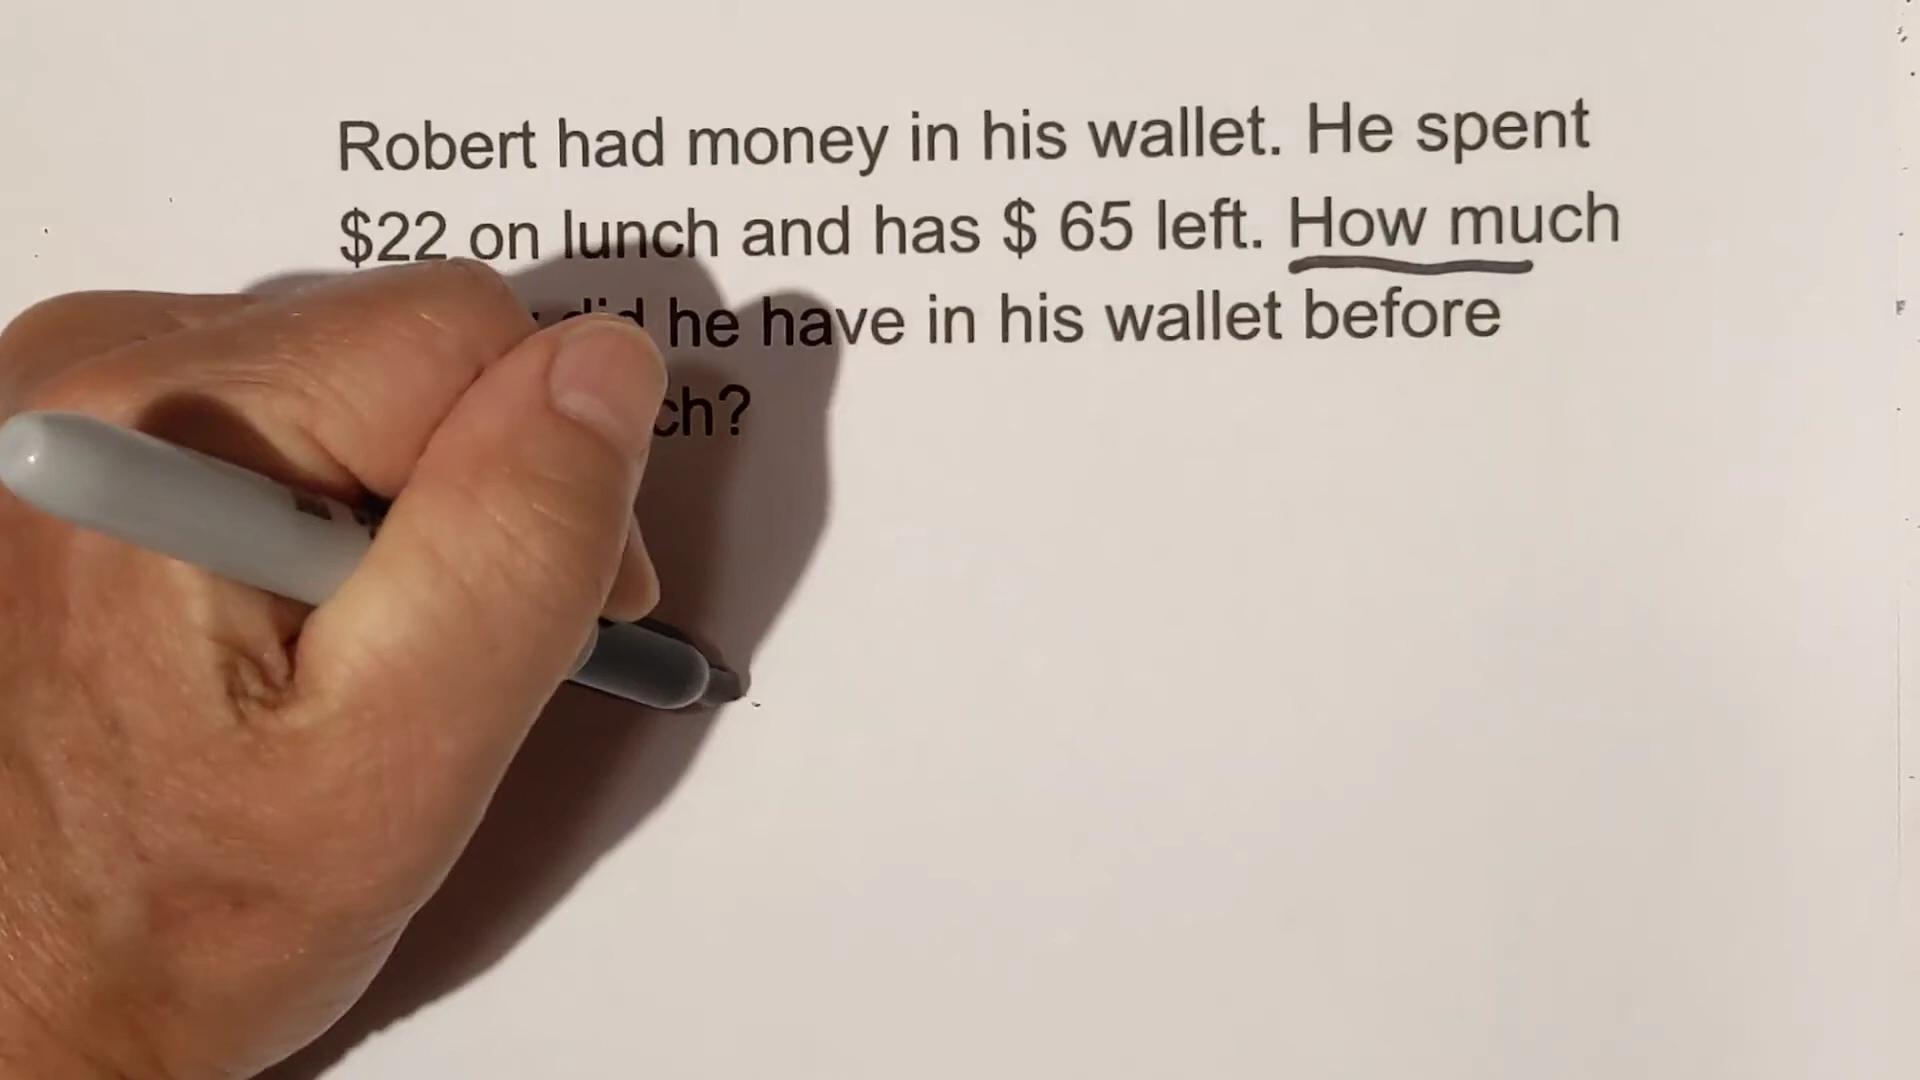 Robert had money in his wallet. He spent
$22 on lunch and has $ 65 left. How much
did he have in his wallet before
ch?